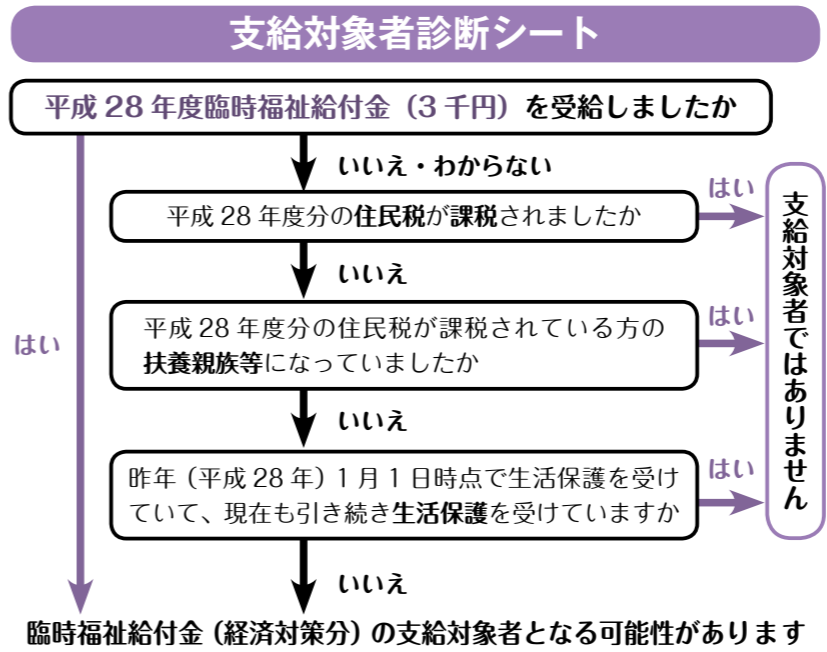 支給対象者診断シート
平成 28 年度臨時福祉給付金（3 千円）を受給しましたか
いいえ・わからない
はい
平成 28 年度分の住民税が課税されましたか
いいえ
はい
平成 28 年度分の住民税が課税されている方の
扶養親族等になっていましたか
はい
いいえ
はい
昨年（平成 28 年）1 月 1 日時点で生活保護を受け
ていて、現在も引き続き生活保護を受けていますか
いいえ
支給対象者ではありません
臨時福祉給付金（経済対策分）の支給対象者となる可能性があります